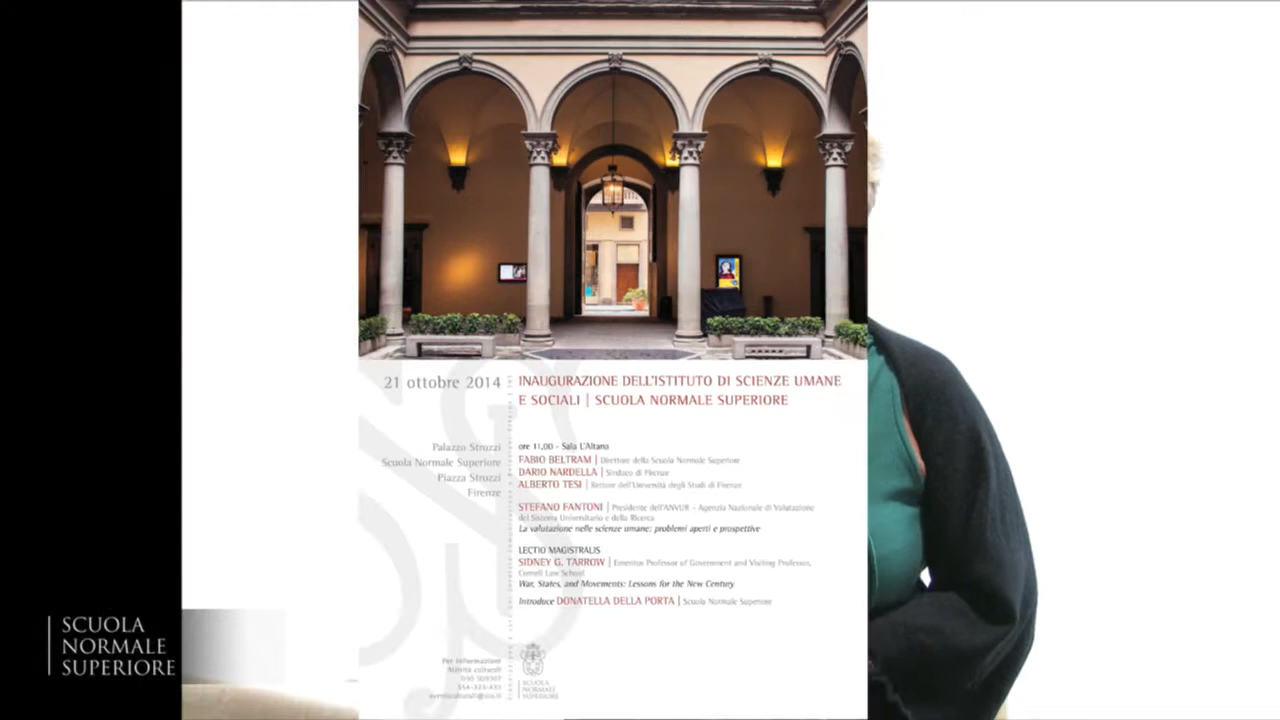 21 ottobre 2014
INAUGURAZIONE DELL'ISTITUTO DI SCIENZE UMANE
E SOCIALI | SCUOLA NORMALE SUPERIORE
Palazzo Strozzi
Scuola Normale Superiore
Piazza Strozzi
Firenze
ore 11,00 - Sala L'Altana
FABIO BELTRAM | Direttore della Scuola Normale Superiore
DARIO NARDELLA | Sindaco di Firenze
ALBERTO TESI | Rettore dell'Università degli Studi di Firenze
STEFANO FANTONI | Presidente dell'ANVUR - Agenzia Nazionale di Valutazione
del Sistema Universitario e della Ricerca
La valutazione nelle scienze umane: problemi aperti e prospettive
LECTIO MAGISTRALIS
SIDNEY G. TARROW | Emeritus Professor of Government and Visiting Professor,
Cornell Law School
War, States, and Movements: Lessons for the New Century
Introduce DONATELLA DELLA PORTA | Scuola Normale Superiore
Per informazioni
Attività culturali
SCUOLA
NORMALE
SUPERIORE
SCUOLA
NORMALE
SUPERIORE